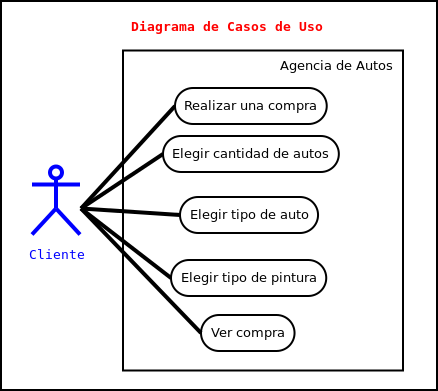 Diagrama de Casos de Uso
Agencia de Autos
Realizar una compra
Elegir cantidad de autos
Elegir tipo de auto
Cliente
Elegir tipo de pintura
Ver compra